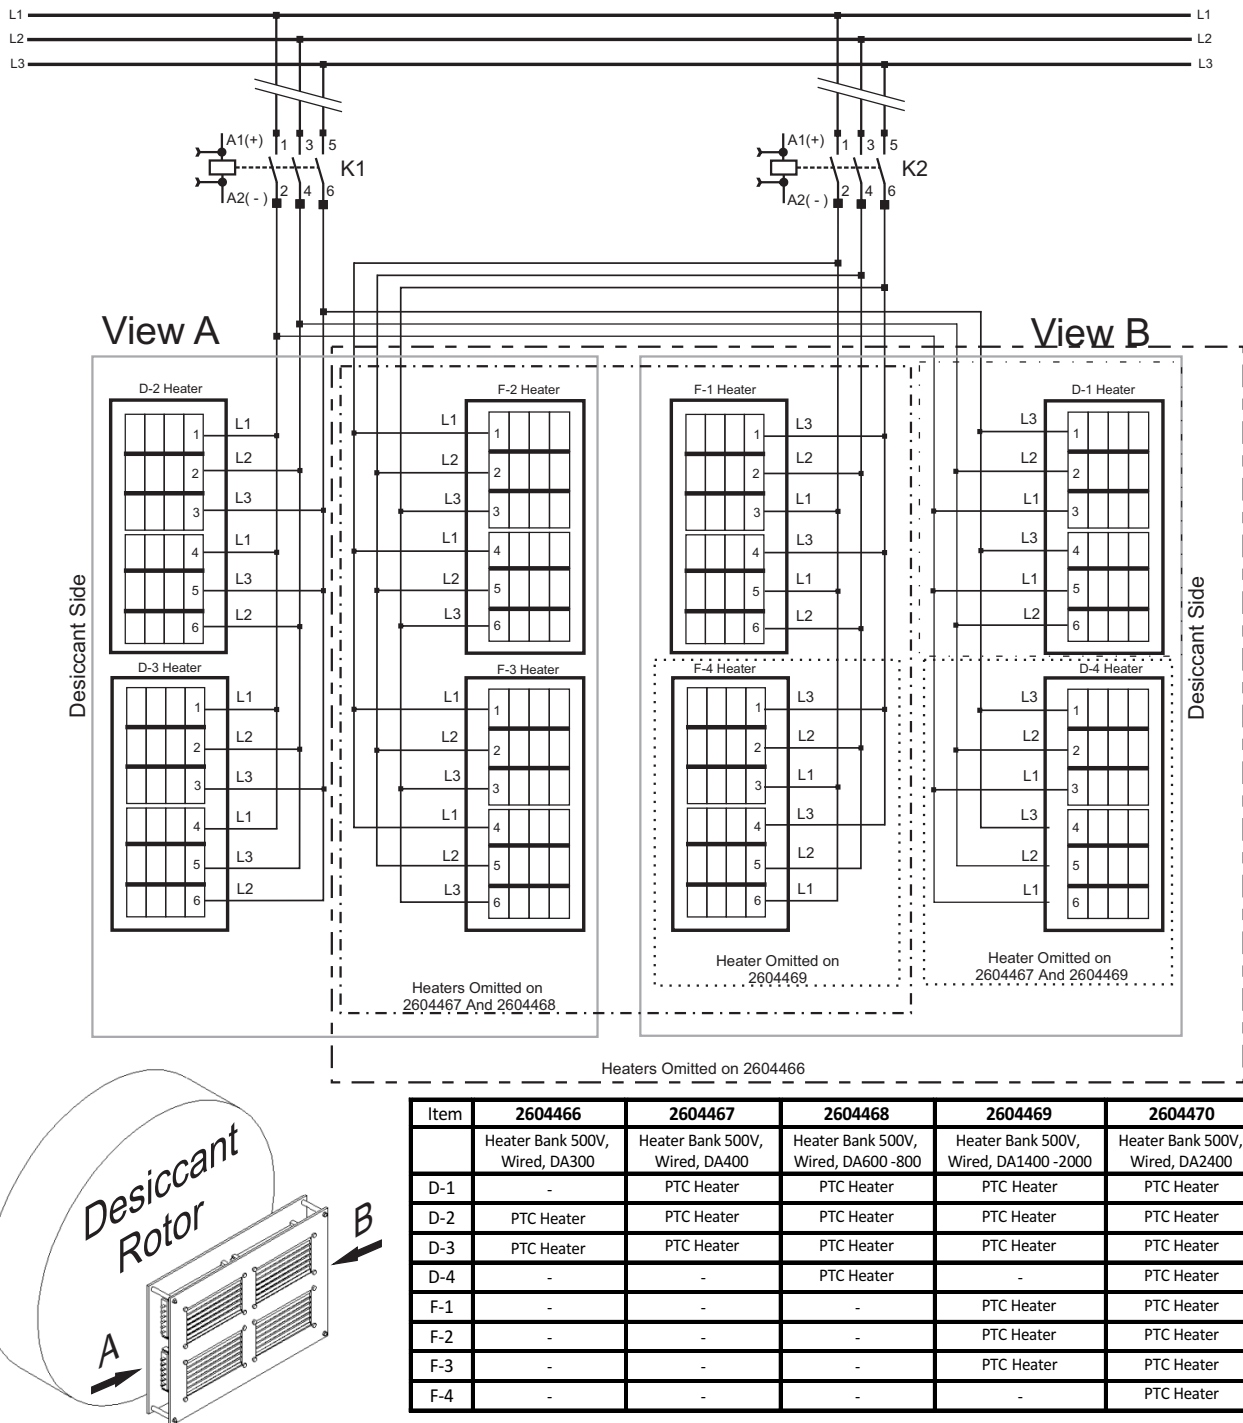 L1 L1
L2 L2
L3 L3
A1(+) 1 3 5 K1
A2( - ) 2 4 6
A1(+) 1 3 5 K2
A2( - ) 2 4 6
View A
View B
Desiccant Side
D-2 Heater
1 L1
2 L2
3 L3
4 L1
5 L3
6 L2
D-3 Heater
1 L1
2 L2
3 L3
4 L1
5 L3
6 L2
F-2 Heater
L1 1
L2 2
L3 3
L1 4
L2 5
L3 6
F-3 Heater
L1 1
L2 2
L3 3
L1 4
L2 5
L3 6
Heaters Omitted on
2604467 And 2604468
F-1 Heater
1 L3
2 L2
3 L1
4 L3
5 L1
6 L2
F-4 Heater
1 L3
2 L2
3 L1
4 L3
5 L2
6 L1
Heater Omitted on
2604469
D-1 Heater
L3 1
L2 2
L1 3
L3 4
L1 5
L2 6
D-4 Heater
L3 1
L2 2
L1 3
L3 4
L2 5
L1 6
Heater Omitted on
2604467 And 2604469
Desiccant Side
Heaters Omitted on 2604466
Desiccant
Rotor
A
B
Item 2604466 2604467 2604468 2604469 2604470
Heater Bank 500V, Heater Bank 500V, Heater Bank 500V, Heater Bank 500V, Heater Bank 500V,
Wired, DA300 Wired, DA400 Wired, DA600 -800 Wired, DA1400 -2000 Wired, DA2400
D-1 - PTC Heater PTC Heater PTC Heater PTC Heater
D-2 PTC Heater PTC Heater PTC Heater PTC Heater PTC Heater
D-3 PTC Heater PTC Heater PTC Heater PTC Heater PTC Heater
D-4 - - PTC Heater - PTC Heater
F-1 - - - PTC Heater PTC Heater
F-2 - - - PTC Heater PTC Heater
F-3 - - - PTC Heater PTC Heater
F-4 - - - - PTC Heater